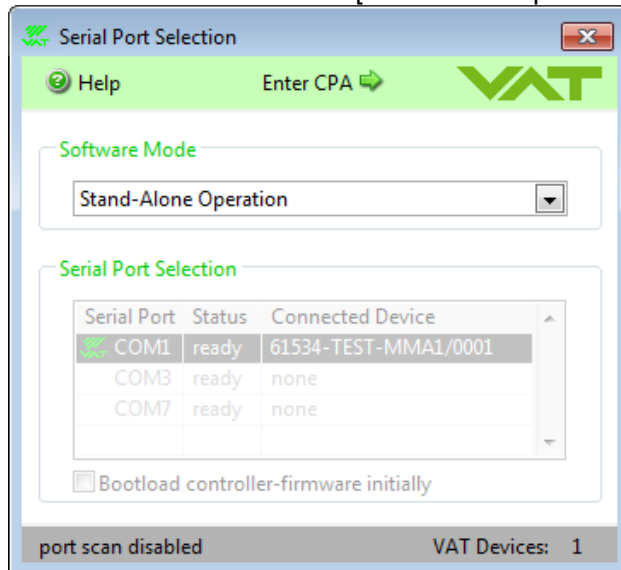 VAT Serial Port Selection
Help Enter CPA VAT
Software Mode
Stand-Alone Operation
Serial Port Selection
Serial Port Status Connected Device
VAT COM1 ready 61534-TEST-MMA1/0001
COM3 ready none
COM7 ready none
Bootload controller-firmware initially
port scan disabled VAT Devices: 1